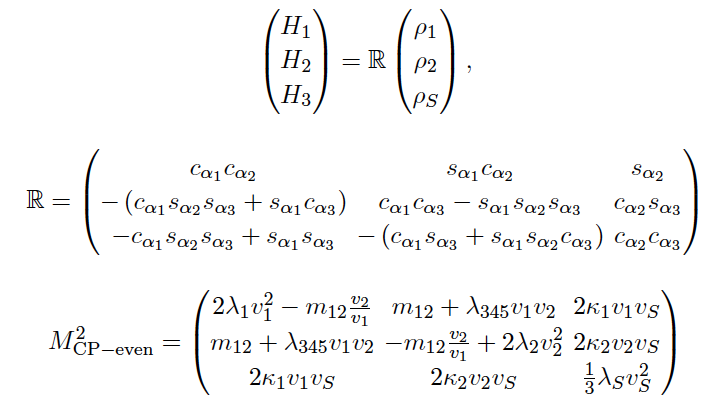 \begin{pmatrix} H_1 \\ H_2 \\ H_3 \end{pmatrix} = \mathbb{R} \begin{pmatrix} \rho_1 \\ \rho_2 \\ \rho_S \end{pmatrix},
\mathbb{R} = \begin{pmatrix} c_{\alpha_1} c_{\alpha_2} & s_{\alpha_1} c_{\alpha_2} & s_{\alpha_2} \\ -(c_{\alpha_1} s_{\alpha_2} s_{\alpha_3} + s_{\alpha_1} c_{\alpha_3}) & c_{\alpha_1} c_{\alpha_3} - s_{\alpha_1} s_{\alpha_2} s_{\alpha_3} & c_{\alpha_2} s_{\alpha_3} \\ -c_{\alpha_1} s_{\alpha_2} s_{\alpha_3} + s_{\alpha_1} s_{\alpha_3} & -(c_{\alpha_1} s_{\alpha_3} + s_{\alpha_1} s_{\alpha_2} c_{\alpha_3}) & c_{\alpha_2} c_{\alpha_3} \end{pmatrix}
M^2_{\text{CP-even}} = \begin{pmatrix} 2\lambda_1 v_1^2 - m_{12} \frac{v_2}{v_1} & m_{12} + \lambda_{345} v_1 v_2 & 2\kappa_1 v_1 v_S \\ m_{12} + \lambda_{345} v_1 v_2 & -m_{12} \frac{v_2}{v_1} + 2\lambda_2 v_2^2 & 2\kappa_2 v_2 v_S \\ 2\kappa_1 v_1 v_S & 2\kappa_2 v_2 v_S & \frac{1}{3} \lambda_S v_S^2 \end{pmatrix}